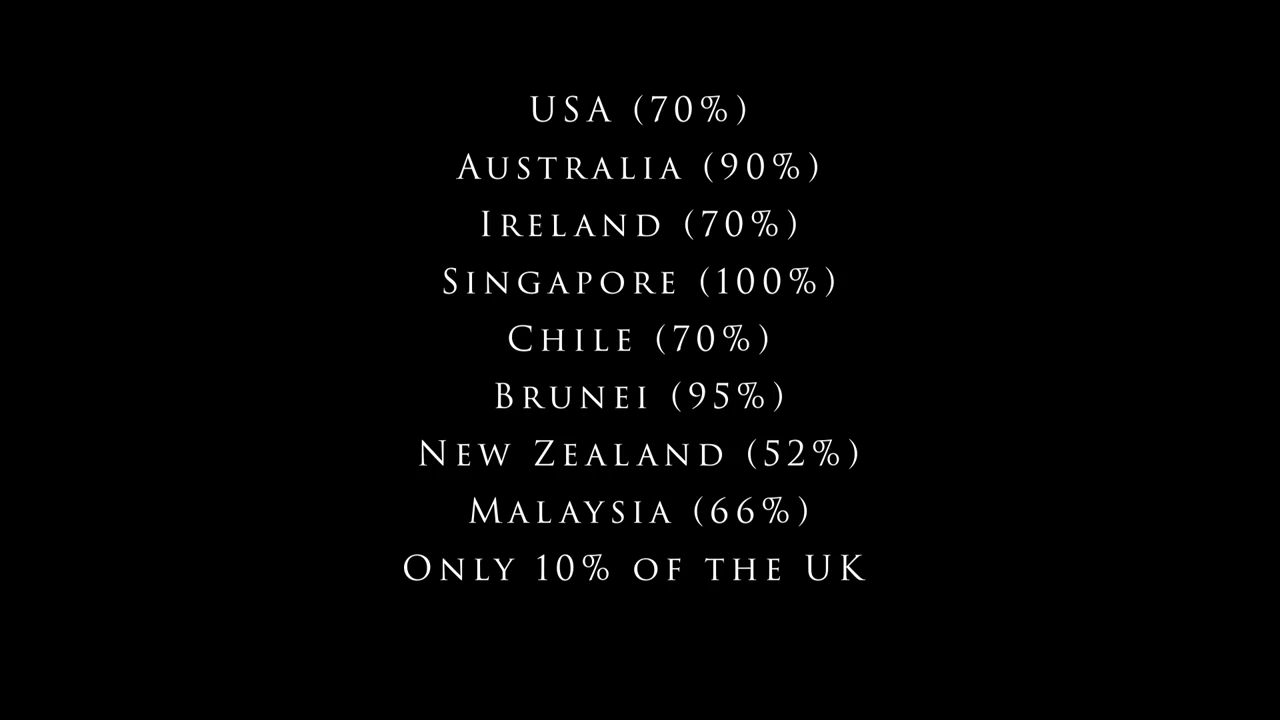 USA (70%)
Australia (90%)
Ireland (70%)
Singapore (100%)
Chile (70%)
Brunei (95%)
New Zealand (52%)
Malaysia (66%)
Only 10% of the UK